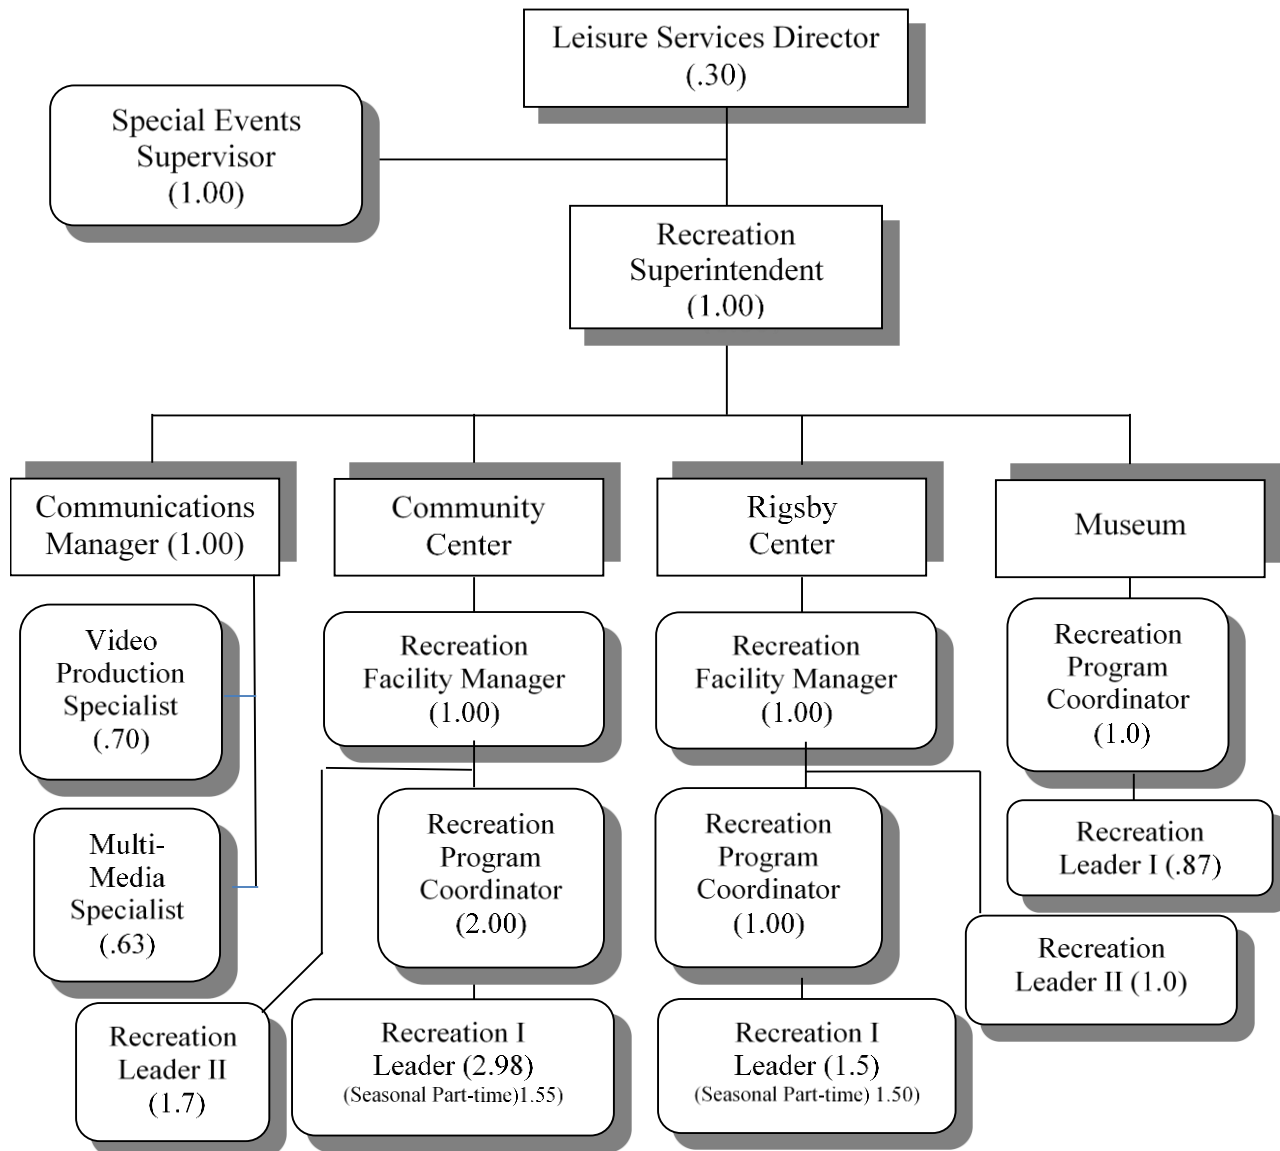 Leisure Services Director
(.30)
Special Events
Supervisor
(1.00)
Recreation
Superintendent
(1.00)
Communications
Manager (1.00)
Community
Center
Rigsby
Center
Museum
Video
Production
Specialist
(.70)
Recreation
Facility Manager
(1.00)
Recreation
Facility Manager
(1.00)
Recreation
Program
Coordinator
(1.0)
Multi-
Media
Specialist
(.63)
Recreation
Program
Coordinator
(2.00)
Recreation
Program
Coordinator
(1.00)
Recreation
Leader I (.87)
Recreation
Leader II (1.0)
Recreation
Leader II
(1.7)
Recreation I
Leader (2.98)
(Seasonal Part-time)1.55)
Recreation I
Leader (1.5)
(Seasonal Part-time) 1.50)